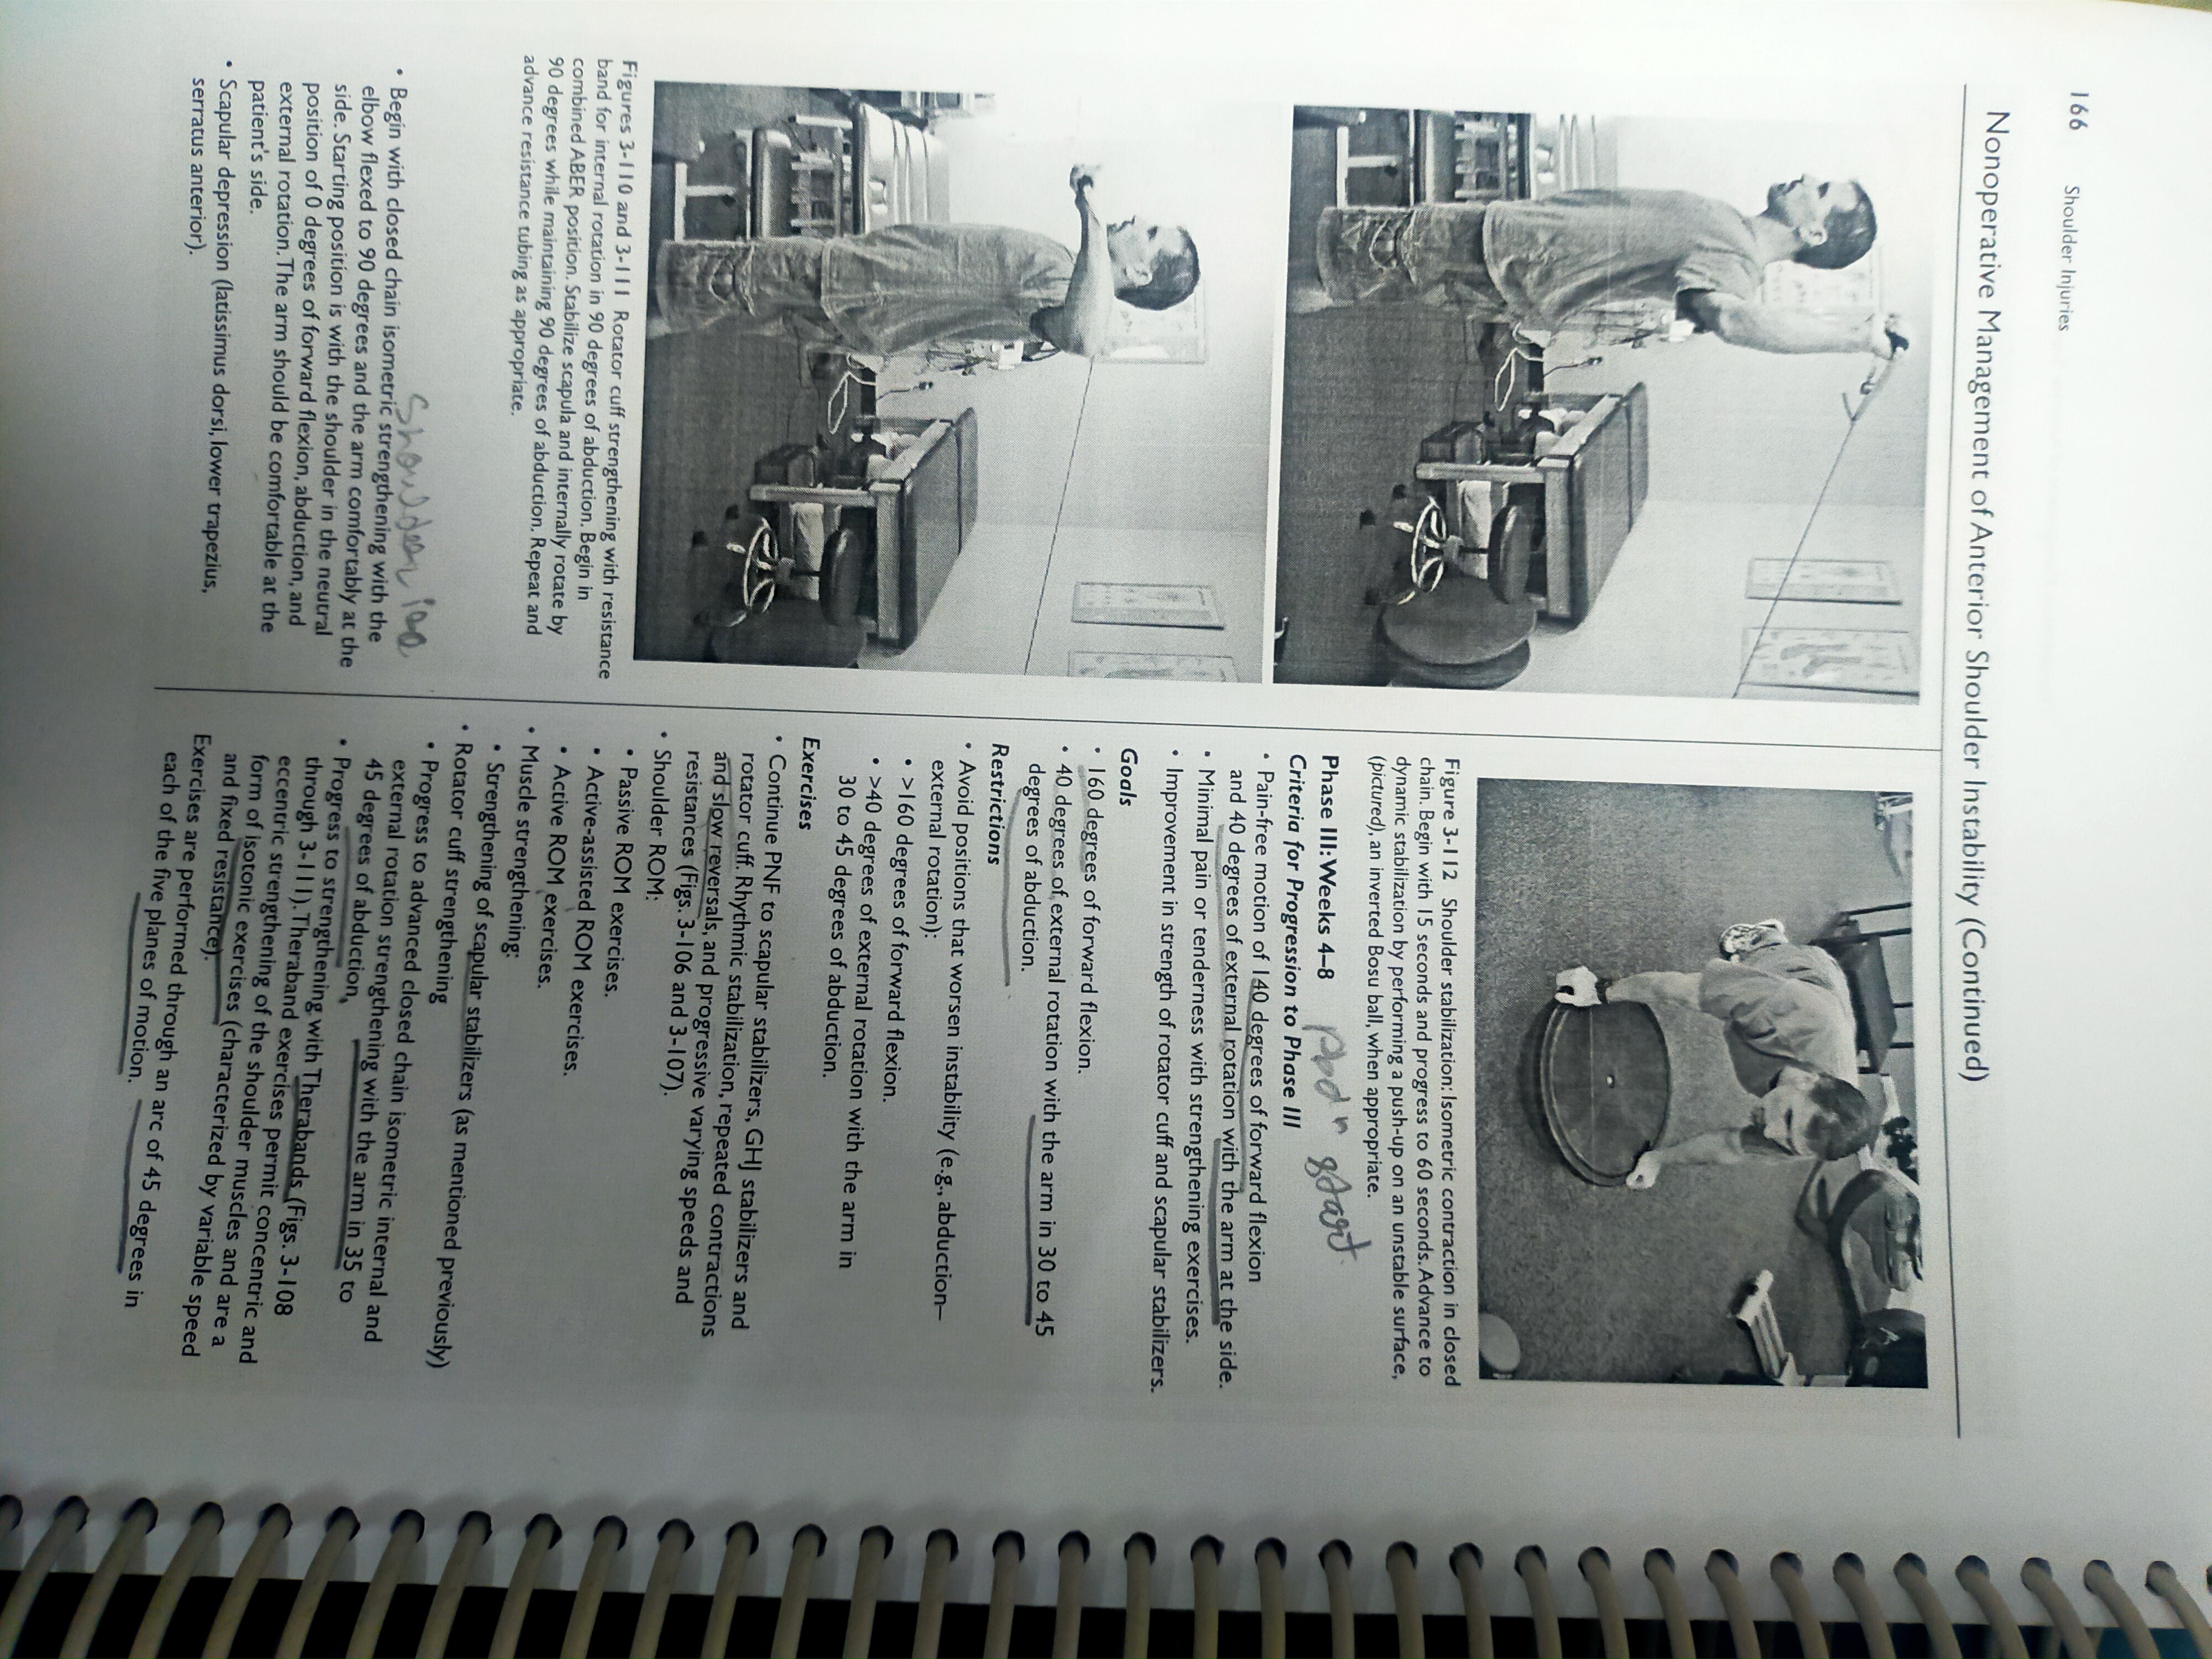 166 Shoulder Injuries
Nonoperative Management of Anterior Shoulder Instability (Continued)
Figures 3-110 and 3-111 Rotator cuff strengthening with resistance
band for internal rotation in 90 degrees of abduction. Begin in
combined ABER position. Stabilize scapula and internally rotate by
90 degrees while maintaining 90 degrees of abduction. Repeat and
advance resistance tubing as appropriate.
Shoulder
• Begin with closed chain isometric strengthening with the
elbow flexed to 90 degrees and the arm comfortably at the
side. Starting position is with the shoulder in the neutral
position of 0 degrees of forward flexion, abduction, and
external rotation. The arm should be comfortable at the
patient's side.
• Scapular depression (latissimus dorsi, lower trapezius,
serratus anterior).
Figure 3-112 Shoulder stabilization: Isometric contraction in closed
chain. Begin with 15 seconds and progress to 60 seconds. Advance to
dynamic stabilization by performing a push-up on an unstable surface,
(pictured), an inverted Bosu ball, when appropriate.
Phase III: Weeks 4–8 start
Criteria for Progression to Phase III
• Pain-free motion of 140 degrees of forward flexion
and 40 degrees of external rotation with the arm at the side.
• Minimal pain or tenderness with strengthening exercises.
• Improvement in strength of rotator cuff and scapular stabilizers.
Goals
• 160 degrees of forward flexion.
• 40 degrees of external rotation with the arm in 30 to 45
degrees of abduction.
Restrictions
• Avoid positions that worsen instability (e.g., abduction–
external rotation):
• >160 degrees of forward flexion.
• >40 degrees of external rotation with the arm in
30 to 45 degrees of abduction.
Exercises
• Continue PNF to scapular stabilizers, GHJ stabilizers and
rotator cuff. Rhythmic stabilization, repeated contractions
and slow reversals, and progressive varying speeds and
resistances (Figs. 3-106 and 3-107).
• Shoulder ROM:
• Passive ROM exercises.
• Active-assisted ROM exercises.
• Active ROM exercises.
• Muscle strengthening:
• Strengthening of scapular stabilizers (as mentioned previously)
• Rotator cuff strengthening
• Progress to advanced closed chain isometric internal and
external rotation strengthening with the arm in 35 to
45 degrees of abduction,
• Progress to strengthening with Therabands (Figs. 3-108
through 3-111). Theraband exercises permit concentric and
eccentric strengthening of the shoulder muscles and are a
form of isotonic exercises (characterized by variable speed
and fixed resistance).
Exercises are performed through an arc of 45 degrees in
each of the five planes of motion.